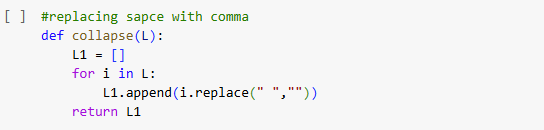 [ ] #replacing sapce with comma
def collapse(L):
    L1 = []
    for i in L:
        L1.append(i.replace(" ",""))
    return L1